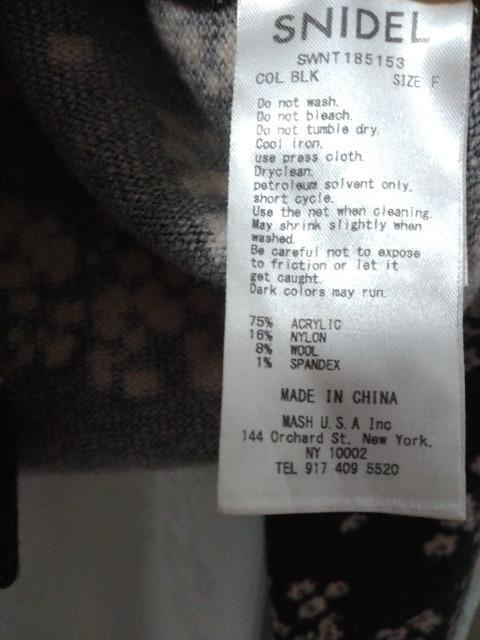 SNIDEL
SWNT185153
COL BLK SIZE F
Do not wash.
Do not bleach.
Do not tumble dry.
Cool iron.
use press cloth.
Dryclean.
petroleum solvent only.
short cycle.
Use the net when cleaning.
May shrink slightly when
washed.
Be careful not to expose
to friction or let it
get caught.
Dark colors may run.
75% ACRYLIC
16% NYLON
8% WOOL
1% SPANDEX
MADE IN CHINA
MASH U.S.A Inc
144 Orchard St. New York.
NY 10002
TEL 917 409 5520